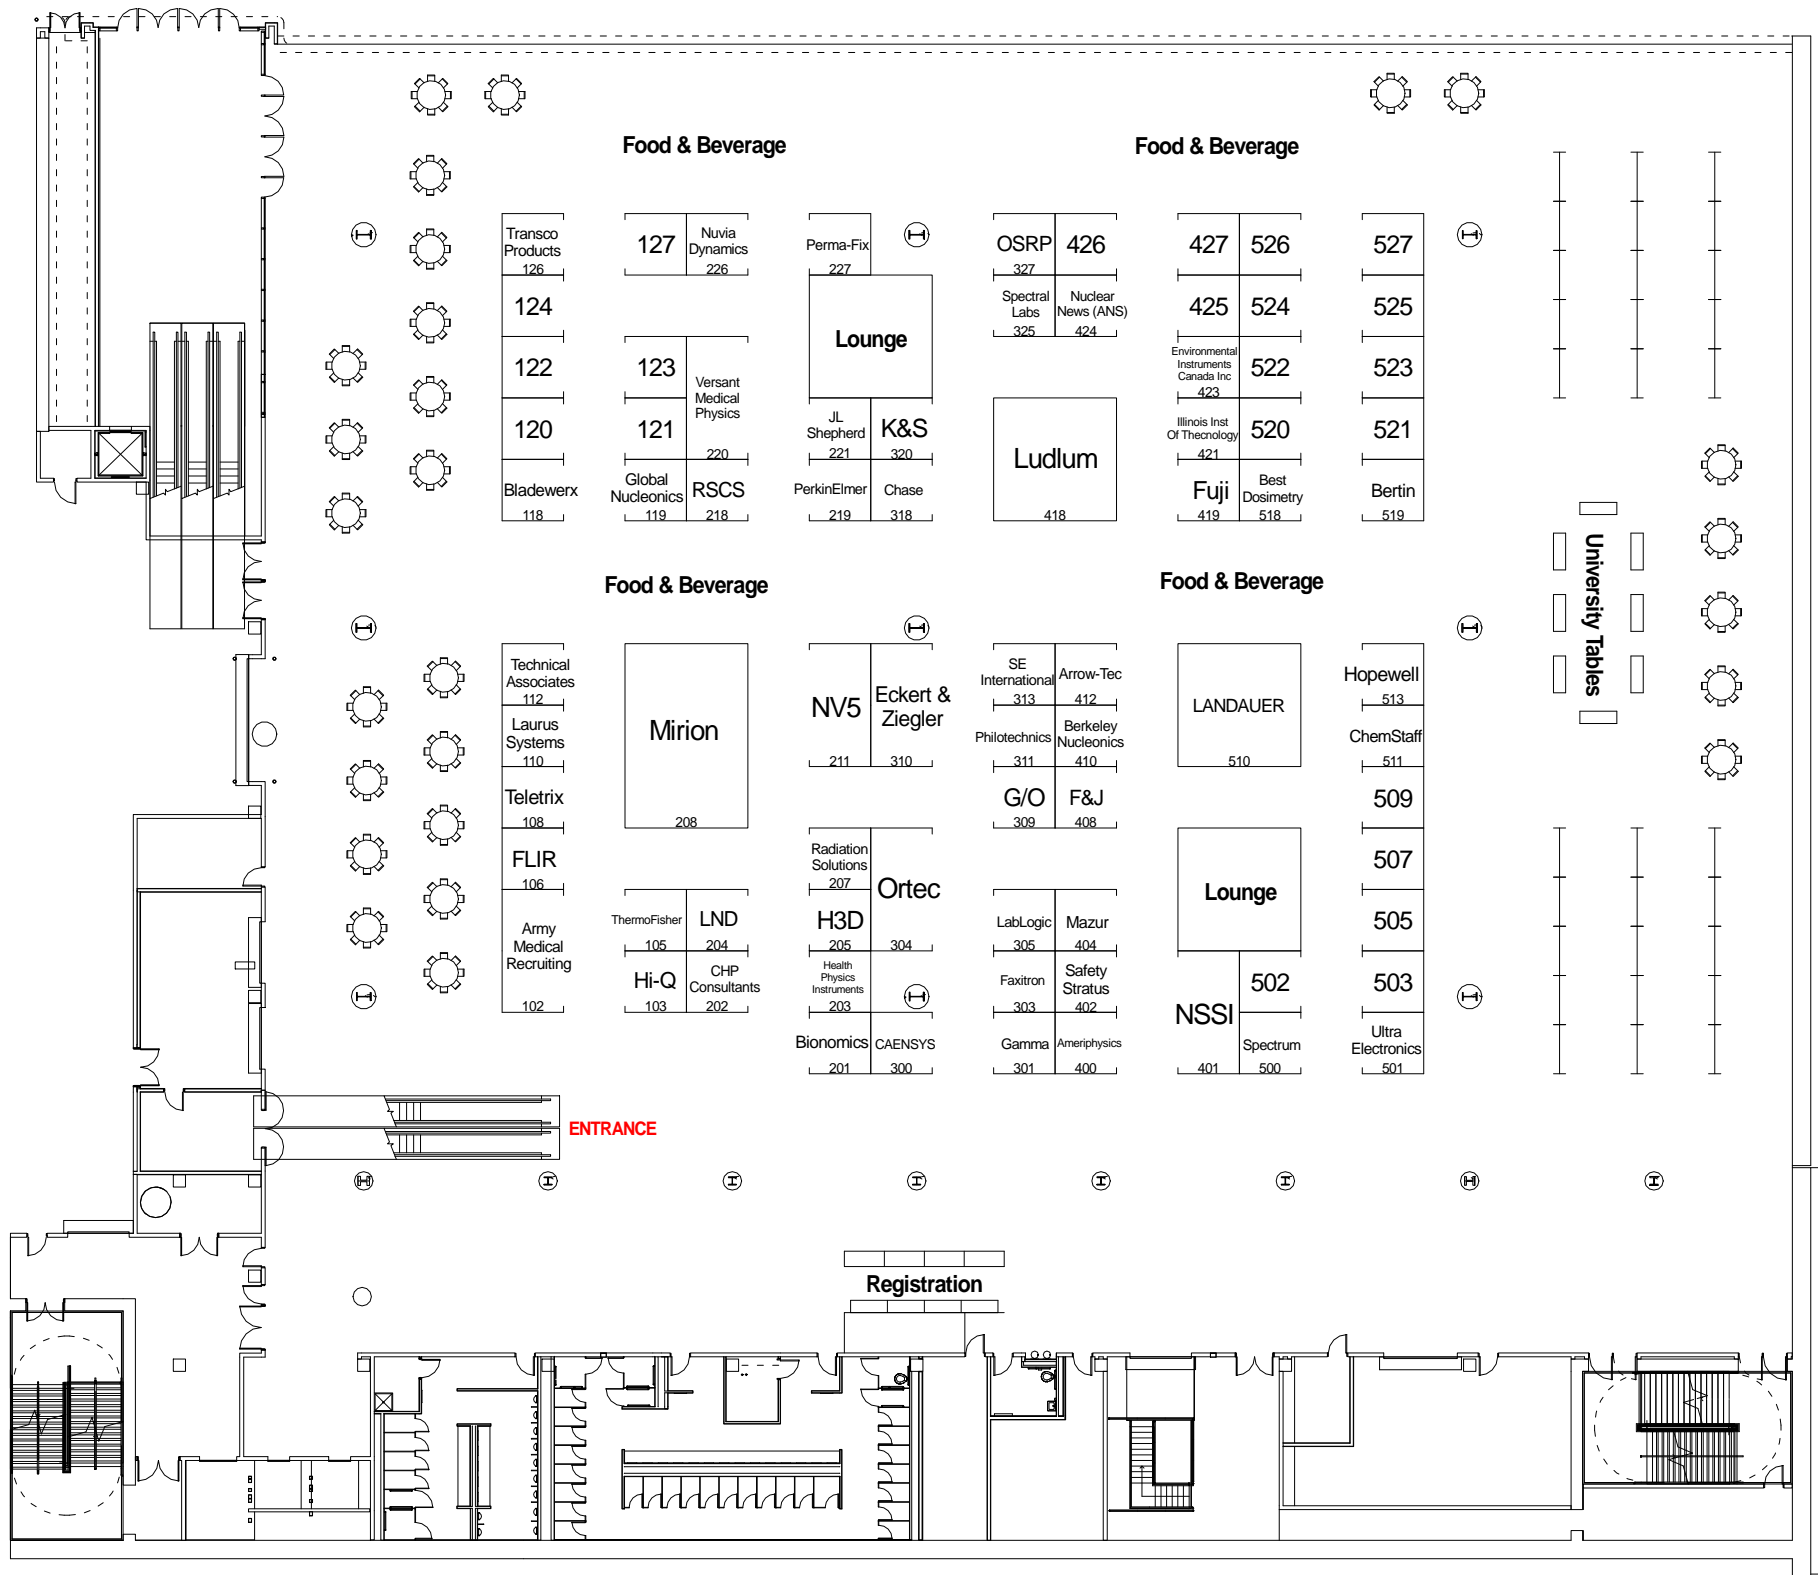 Food & Beverage
Food & Beverage
Transco
Products
126
127
Nuvia
Dynamics
226
Perma-Fix
227
OSRP
327
426
427
526
527
124
Lounge
Spectral
Labs
325
Nuclear
News (ANS)
424
425
524
525
122
123
Versant
Medical
Physics
220
Environmental
Instruments
Canada Inc
423
522
523
120
121
JL
Shepherd
221
K&S
320
Ludlum
418
Illinois Inst
Of Thecnology
421
520
521
Bladewerx
118
Global
Nucleonics
119
RSCS
218
PerkinElmer
219
Chase
318
Fuji
419
Best
Dosimetry
518
Bertin
519
University Tables
Food & Beverage
Food & Beverage
Technical
Associates
112
Mirion
208
NV5
211
Eckert &
Ziegler
310
SE
International
313
Arrow-Tec
412
LANDAUER
510
Hopewell
513
Laurus
Systems
110
Philotechnics
311
Berkeley
Nucleonics
410
ChemStaff
511
Teletrix
108
G/O
309
F&J
408
509
FLIR
106
Radiation
Solutions
207
Ortec
304
Lounge
507
Army
Medical
Recruiting
102
ThermoFisher
105
LND
204
H3D
205
LabLogic
305
Mazur
404
505
Hi-Q
103
CHP
Consultants
202
Health
Physics
Instruments
203
Faxitron
303
Safety
Stratus
402
NSSI
401
502
503
Bionomics
201
CAENSYS
300
Gamma
301
Ameriphysics
400
Spectrum
500
Ultra
Electronics
501
ENTRANCE
Registration